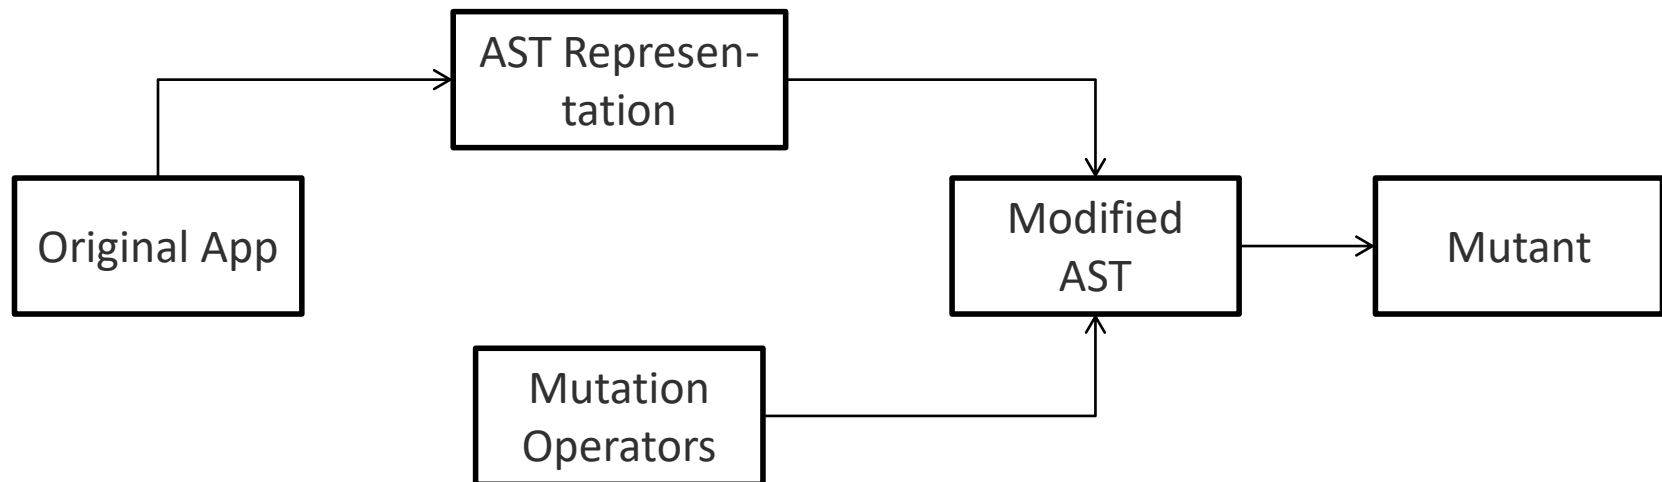 AST Represen-
tation
Original App
Modified
AST
Mutant
Mutation
Operators